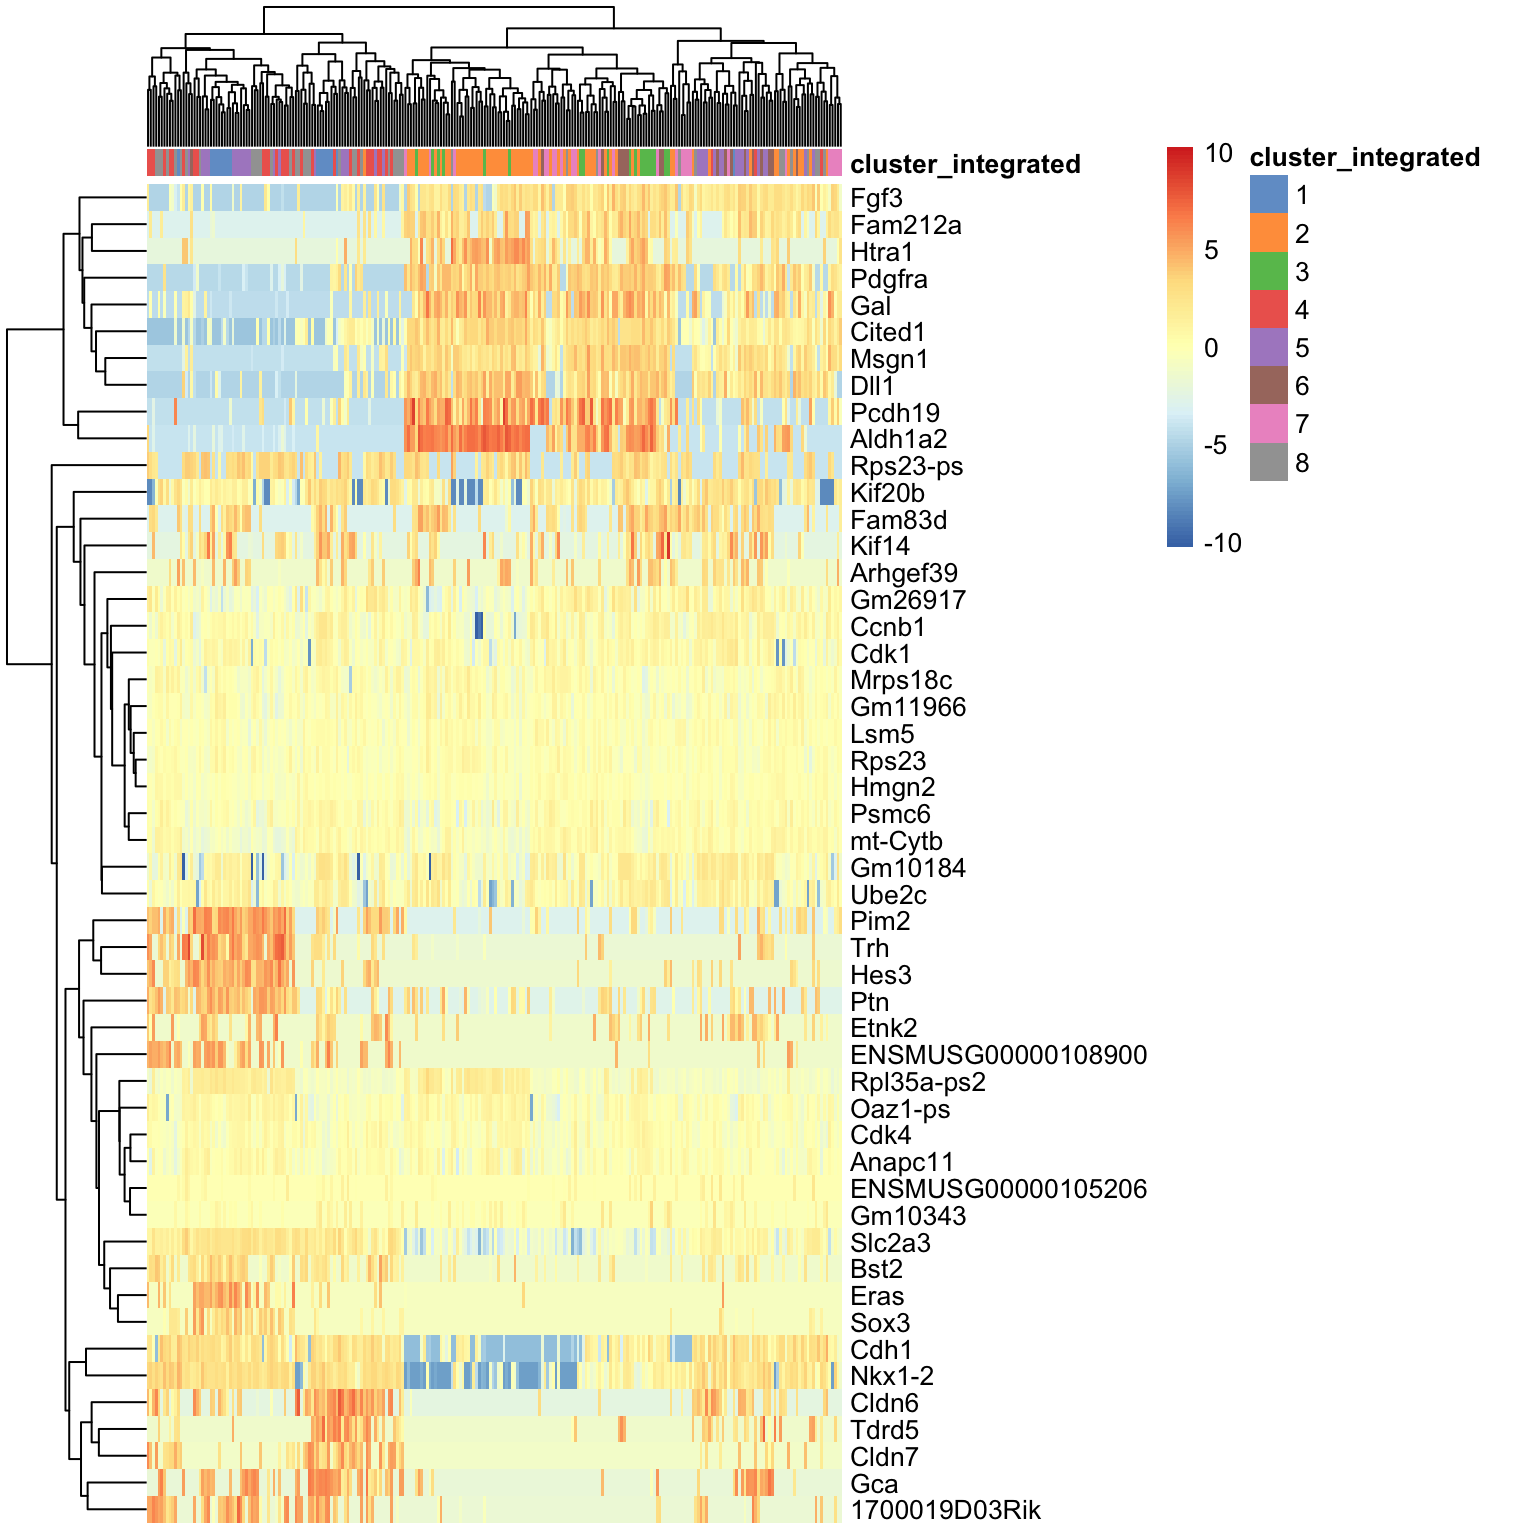 cluster_integrated
Fgf3
Fam212a
Htra1
Pdgfra
Gal
Cited1
Msgn1
Dll1
Pcdh19
Aldh1a2
Rps23-ps
Kif20b
Fam83d
Kif14
Arhgef39
Gm26917
Ccnb1
Cdk1
Mrps18c
Gm11966
Lsm5
Rps23
Hmgn2
Psmc6
mt-Cytb
Gm10184
Ube2c
Pim2
Trh
Hes3
Ptn
Etnk2
ENSMUSG00000108900
Rpl35a-ps2
Oaz1-ps
Cdk4
Anapc11
ENSMUSG00000105206
Gm10343
Slc2a3
Bst2
Eras
Sox3
Cdh1
Nkx1-2
Cldn6
Tdrd5
Cldn7
Gca
1700019D03Rik
10
5
0
-5
-10
cluster_integrated
1
2
3
4
5
6
7
8